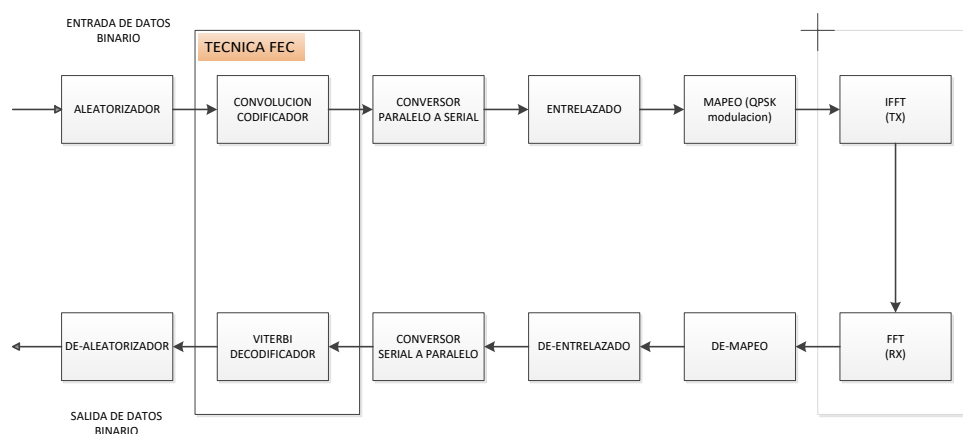 ENTRADA DE DATOS
BINARIO
TECNICA FEC
ALEATORIZADOR
CONVOLUCION
CODIFICADOR
CONVERSOR
PARALELO A SERIAL
ENTRELAZADO
MAPEO (QPSK
modulacion)
IFFT
(TX)
DE-ALEATORIZADOR
VITERBI
DECODIFICADOR
CONVERSOR
SERIAL A PARALELO
DE-ENTRELAZADO
DE-MAPEO
FFT
(RX)
SALIDA DE DATOS
BINARIO